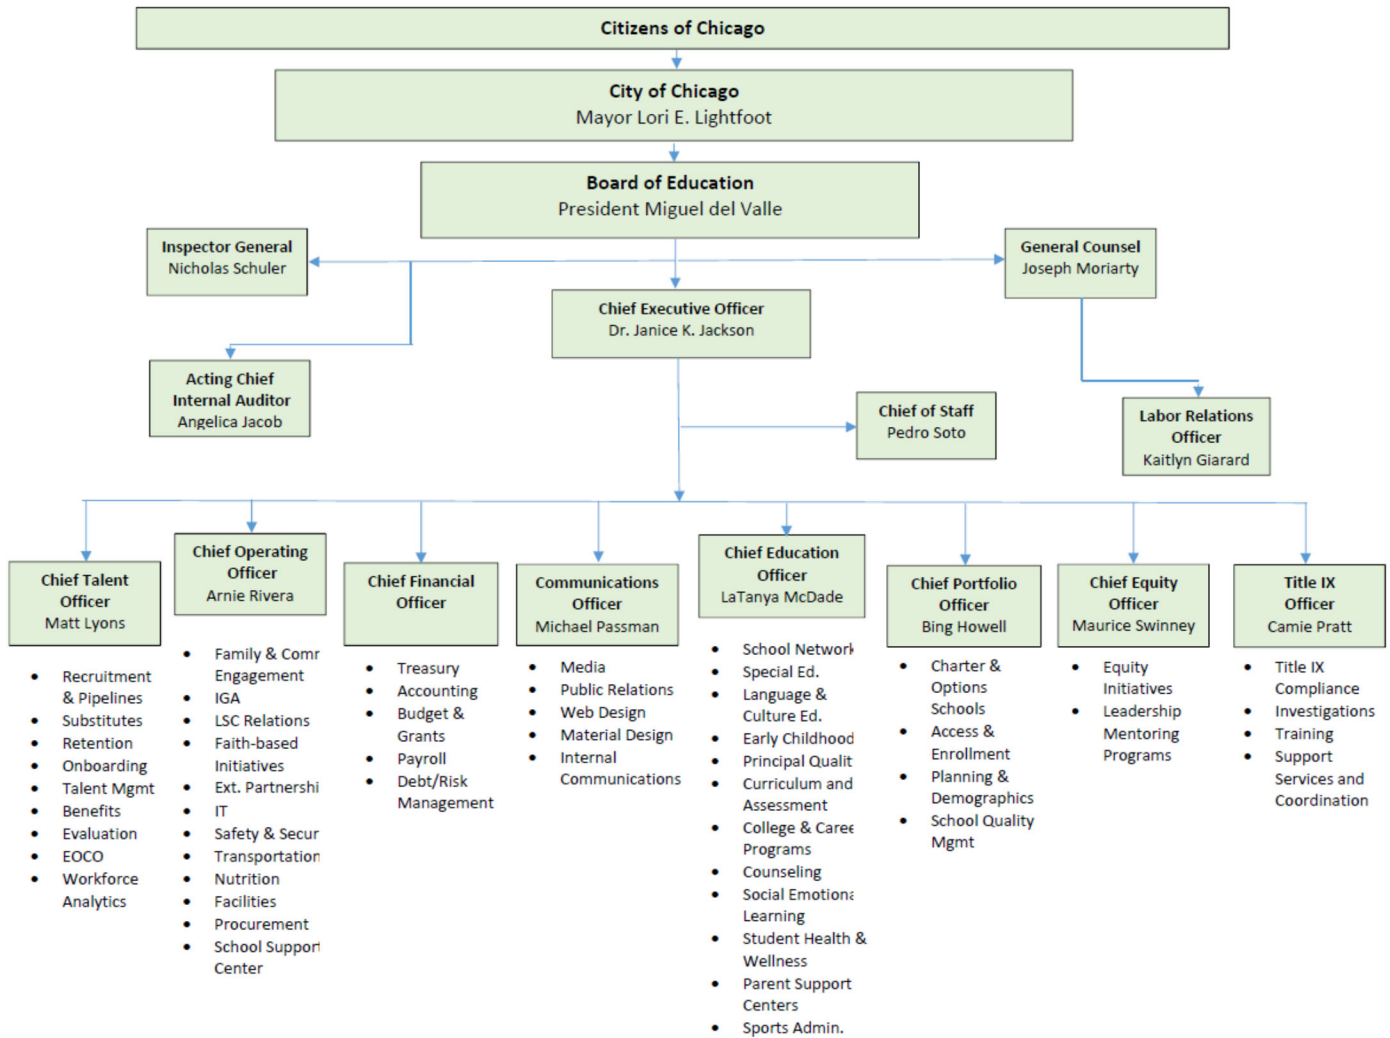 Citizens of Chicago
City of Chicago
Mayor Lori E. Lightfoot
Board of Education
President Miguel del Valle
Inspector General
Nicholas Schuler
General Counsel
Joseph Moriarty
Chief Executive Officer
Dr. Janice K. Jackson
Acting Chief
Internal Auditor
Angelica Jacob
Chief of Staff
Pedro Soto
Labor Relations
Officer
Kaitlyn Giarard
Chief Talent
Officer
Matt Lyons
• Recruitment
& Pipelines
• Substitutes
• Retention
• Onboarding
• Talent Mgmt
• Benefits
• Evaluation
• EOCO
• Workforce
Analytics
Chief Operating
Officer
Arnie Rivera
• Family & Comr
Engagement
• IGA
• LSC Relations
• Faith-based
Initiatives
• Ext. Partnershi
• IT
• Safety & Secur
• Transportation
• Nutrition
• Facilities
• Procurement
• School Support
Center
Chief Financial
Officer
• Treasury
• Accounting
• Budget &
Grants
• Payroll
• Debt/Risk
Management
Communications
Officer
Michael Passman
• Media
• Public Relations
• Web Design
• Material Design
• Internal
Communications
Chief Education
Officer
LaTanya McDade
• School Network
• Special Ed.
• Language &
Culture Ed.
• Early Childhood
• Principal Qualit
• Curriculum and
Assessment
• College & Caree
Programs
• Counseling
• Social Emotiona
Learning
• Student Health &
Wellness
• Parent Support
Centers
• Sports Admin.
Chief Portfolio
Officer
Bing Howell
• Charter &
Options
Schools
• Access &
Enrollment
• Planning &
Demographics
• School Quality
Mgmt
Chief Equity
Officer
Maurice Swinney
• Equity
Initiatives
• Leadership
Mentoring
Programs
Title IX
Officer
Camie Pratt
• Title IX
Compliance
• Investigations
• Training
• Support
Services and
Coordination